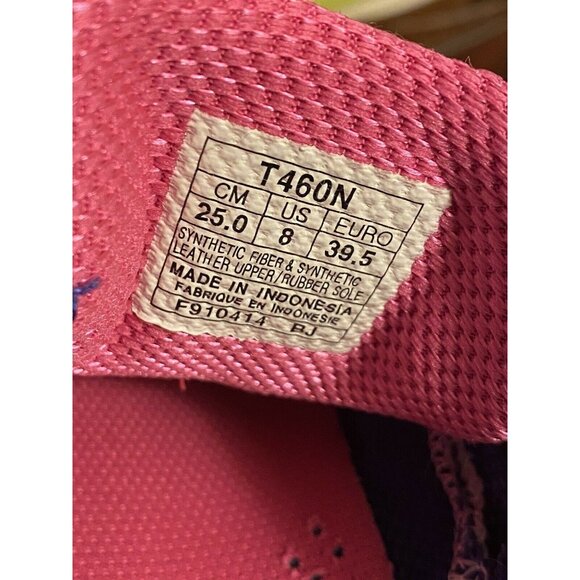 T460N
CM US EURO
25.0 8 39.5
SYNTHETIC FIBER & SYNTHETIC
LEATHER UPPER/RUBBER SOLE
MADE IN INDONESIA
FABRIQUE EN INDONESIE
F910414 BJ